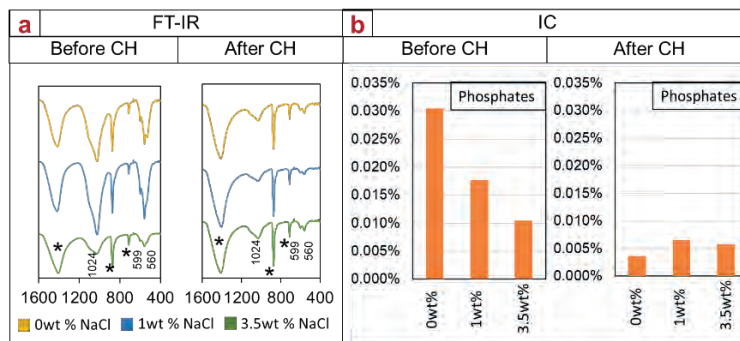 a FT-IR
Before CH After CH
* 1024 * * 599 560
* 1024 * * 599 560
1600 1200 800 400
1600 1200 800 400
0wt % NaCl 1wt % NaCl 3.5wt % NaCl
b IC
Before CH After CH
Phosphates
0.035%
0.030%
0.025%
0.020%
0.015%
0.010%
0.005%
0.000%
0wt% 1wt% 3.5wt%
Phosphates
0.035%
0.030%
0.025%
0.020%
0.015%
0.010%
0.005%
0.000%
0wt% 1wt% 3.5wt%